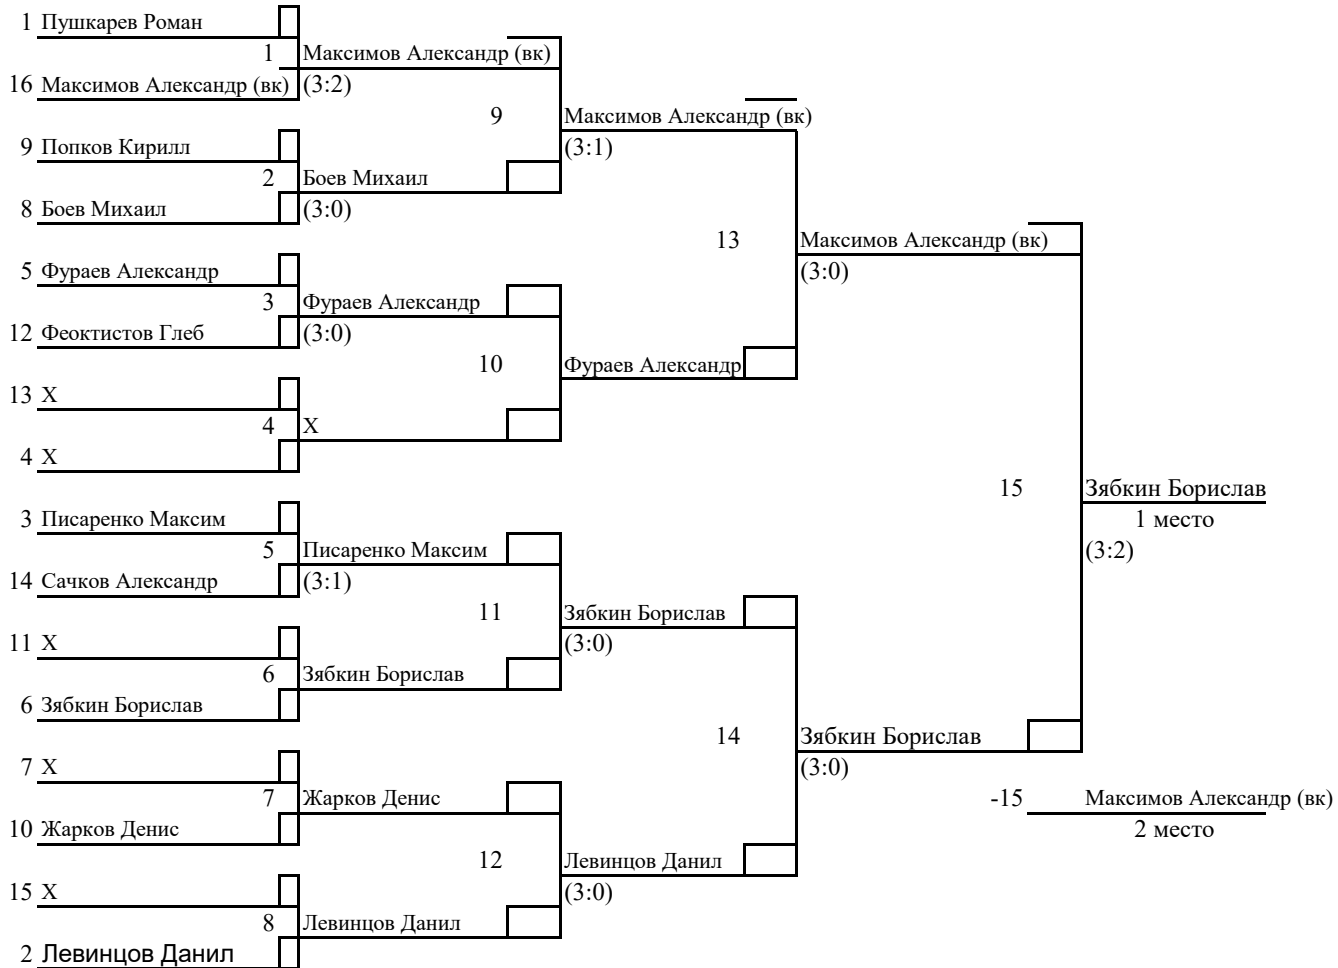 1 Пушкарев Роман
1 Максимов Александр (вк)
16 Максимов Александр (вк) (3:2)
9 Максимов Александр (вк)
9 Попков Кирилл (3:1)
2 Боев Михаил
8 Боев Михаил (3:0)
13 Максимов Александр (вк)
5 Фураев Александр (3:0)
3 Фураев Александр
12 Феоктистов Глеб (3:0)
10 Фураев Александр
13 X
4 X
4 X
15 Зябкин Борислав
3 Писаренко Максим 1 место
5 Писаренко Максим (3:2)
14 Сачков Александр (3:1)
11 Зябкин Борислав
11 X (3:0)
6 Зябкин Борислав
6 Зябкин Борислав
14 Зябкин Борислав
7 X (3:0)
7 Жарков Денис -15 Максимов Александр (вк)
10 Жарков Денис 2 место
12 Левинцов Данил
15 X (3:0)
8 Левинцов Данил
2 Левинцов Данил